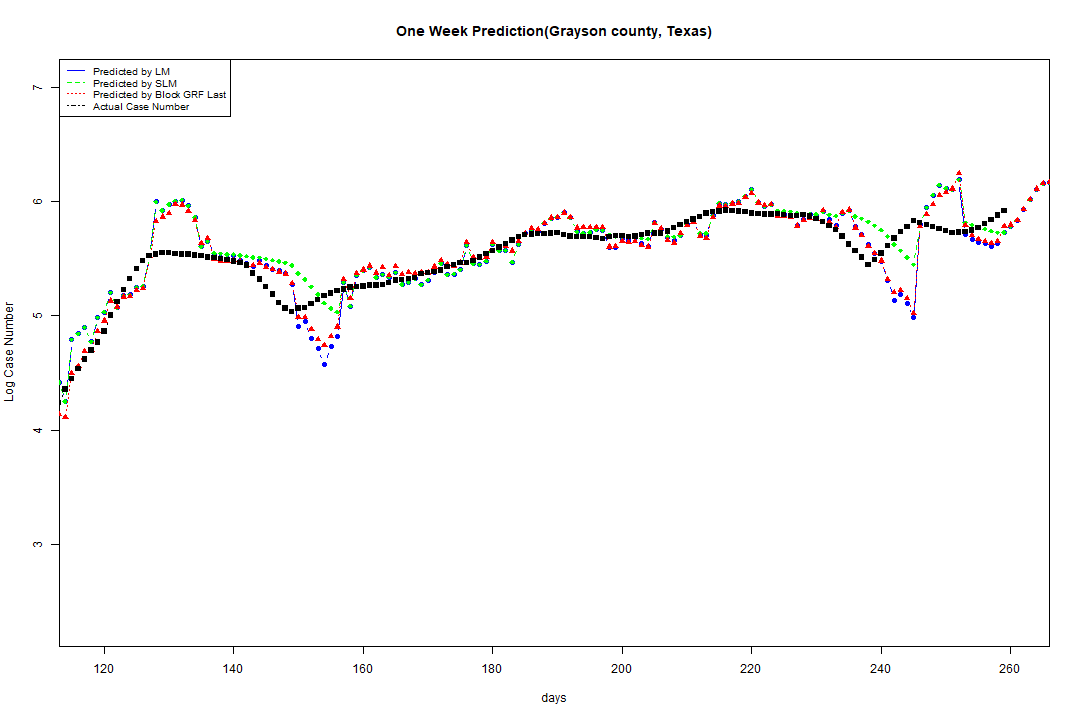 One Week Prediction(Grayson county, Texas)
Predicted by LM
Predicted by SLM
Predicted by Block GRF Last
Actual Case Number
7
6
5
4
3
Log Case Number
120 140 160 180 200 220 240 260
days